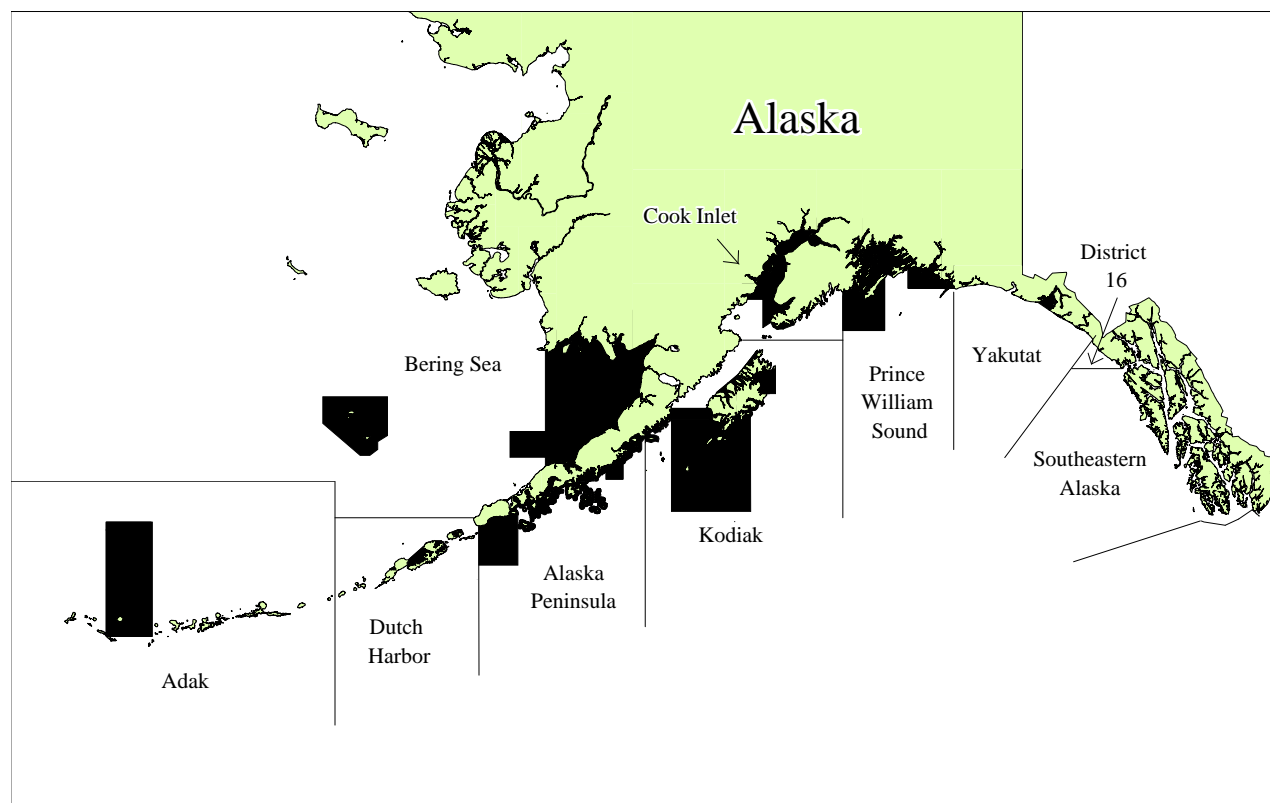 Alaska
Cook Inlet
District
16
Bering Sea
Yakutat
Prince
William
Sound
Southeastern
Alaska
Kodiak
Alaska
Peninsula
Dutch
Harbor
Adak